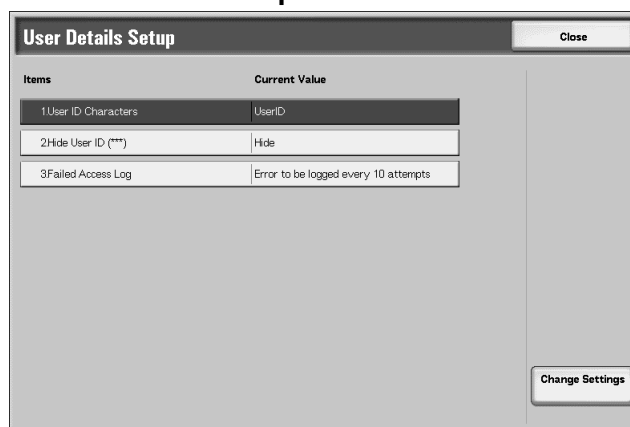 User Details Setup
Close
Items Current Value
1.User ID Characters UserID
2.Hide User ID (***) Hide
3.Failed Access Log Error to be logged every 10 attempts
Change Settings